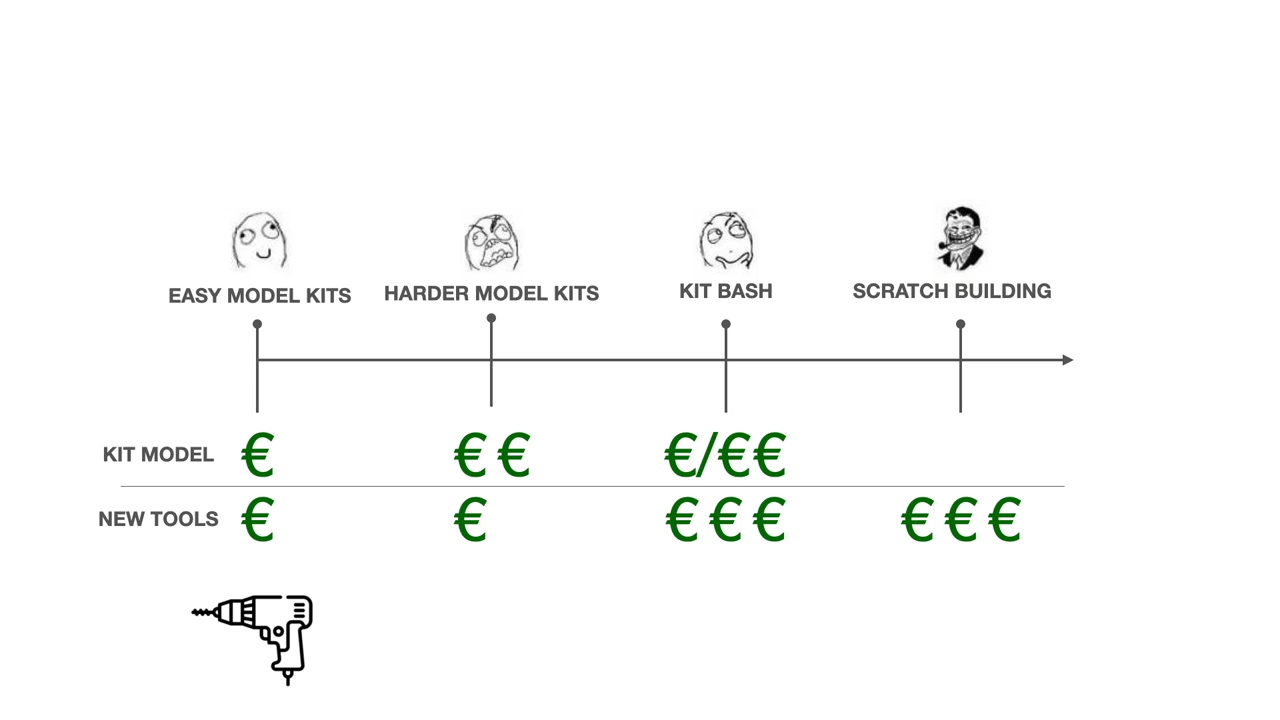 EASY MODEL KITS
HARDER MODEL KITS
KIT BASH
SCRATCH BUILDING
KIT MODEL € € € €/€€
NEW TOOLS € € € € € € € €